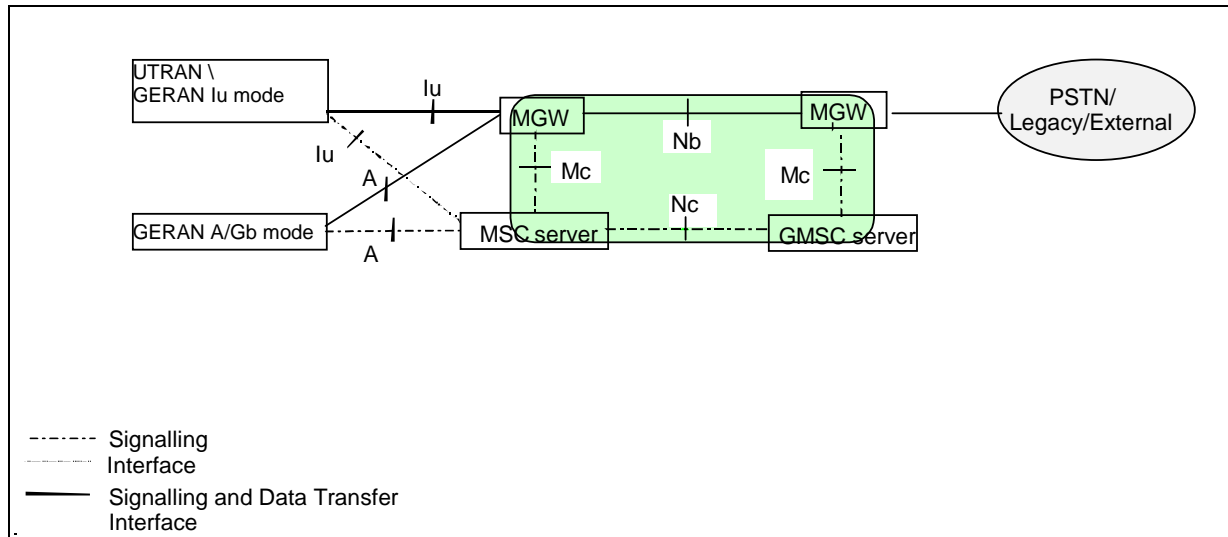 UTRAN \
GERAN Iu mode
Iu
MGW
MGW
PSTN/
Legacy/External
Iu
Nb
Mc
Mc
A
Nc
GERAN A/Gb mode
A
MSC server
GMSC server
Signalling
Interface
Signalling and Data Transfer
Interface